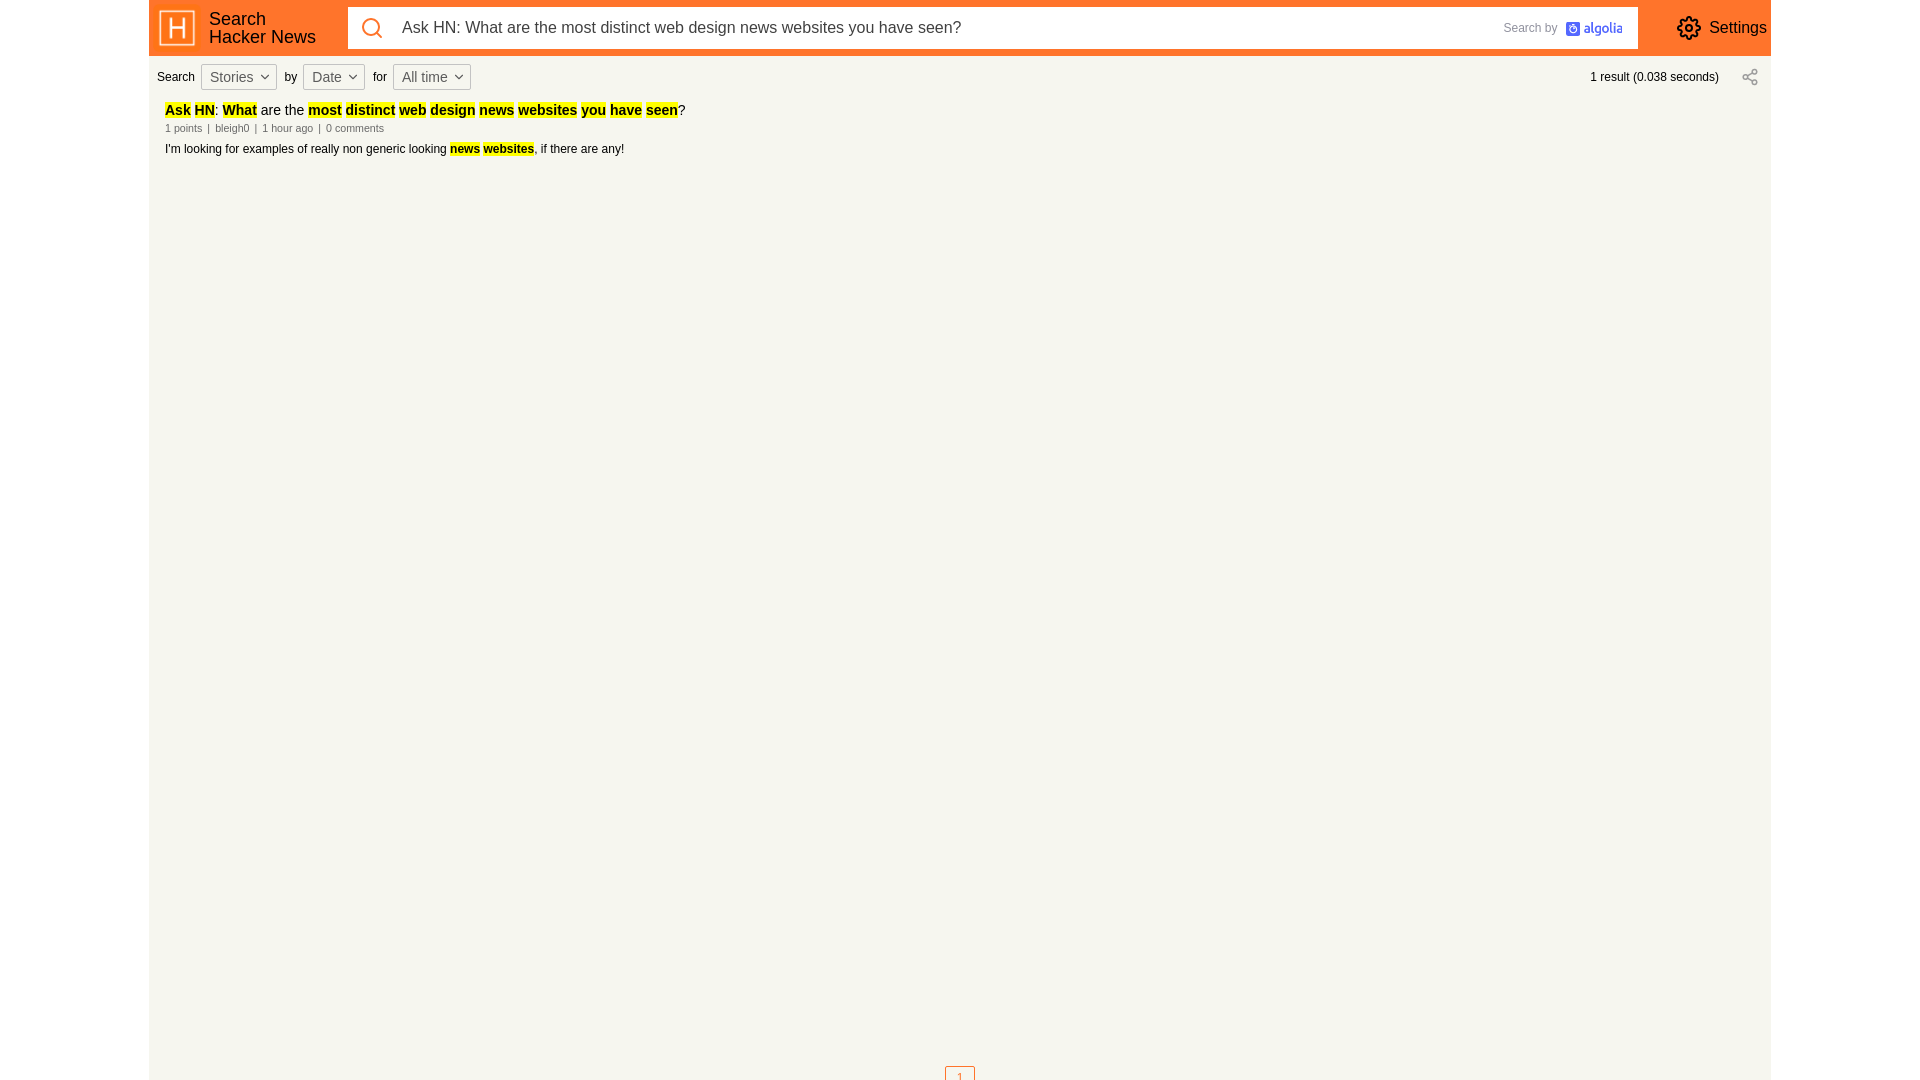 Search
Hacker News
Ask HN: What are the most distinct web design news websites you have seen?
Search by algolia
Settings
Search Stories by Date for All time
1 result (0.038 seconds)
Ask HN: What are the most distinct web design news websites you have seen?
1 points | bleigh0 | 1 hour ago | 0 comments
I'm looking for examples of really non generic looking news websites, if there are any!
1